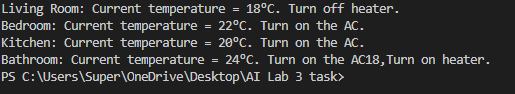 Living Room: Current temperature = 18°C. Turn off heater.
Bedroom: Current temperature = 22°C. Turn on the AC.
Kitchen: Current temperature = 20°C. Turn on the AC.
Bathroom: Current temperature = 24°C. Turn on the AC18,Turn on heater.
PS C:\Users\Super\OneDrive\Desktop\AI Lab 3 task>